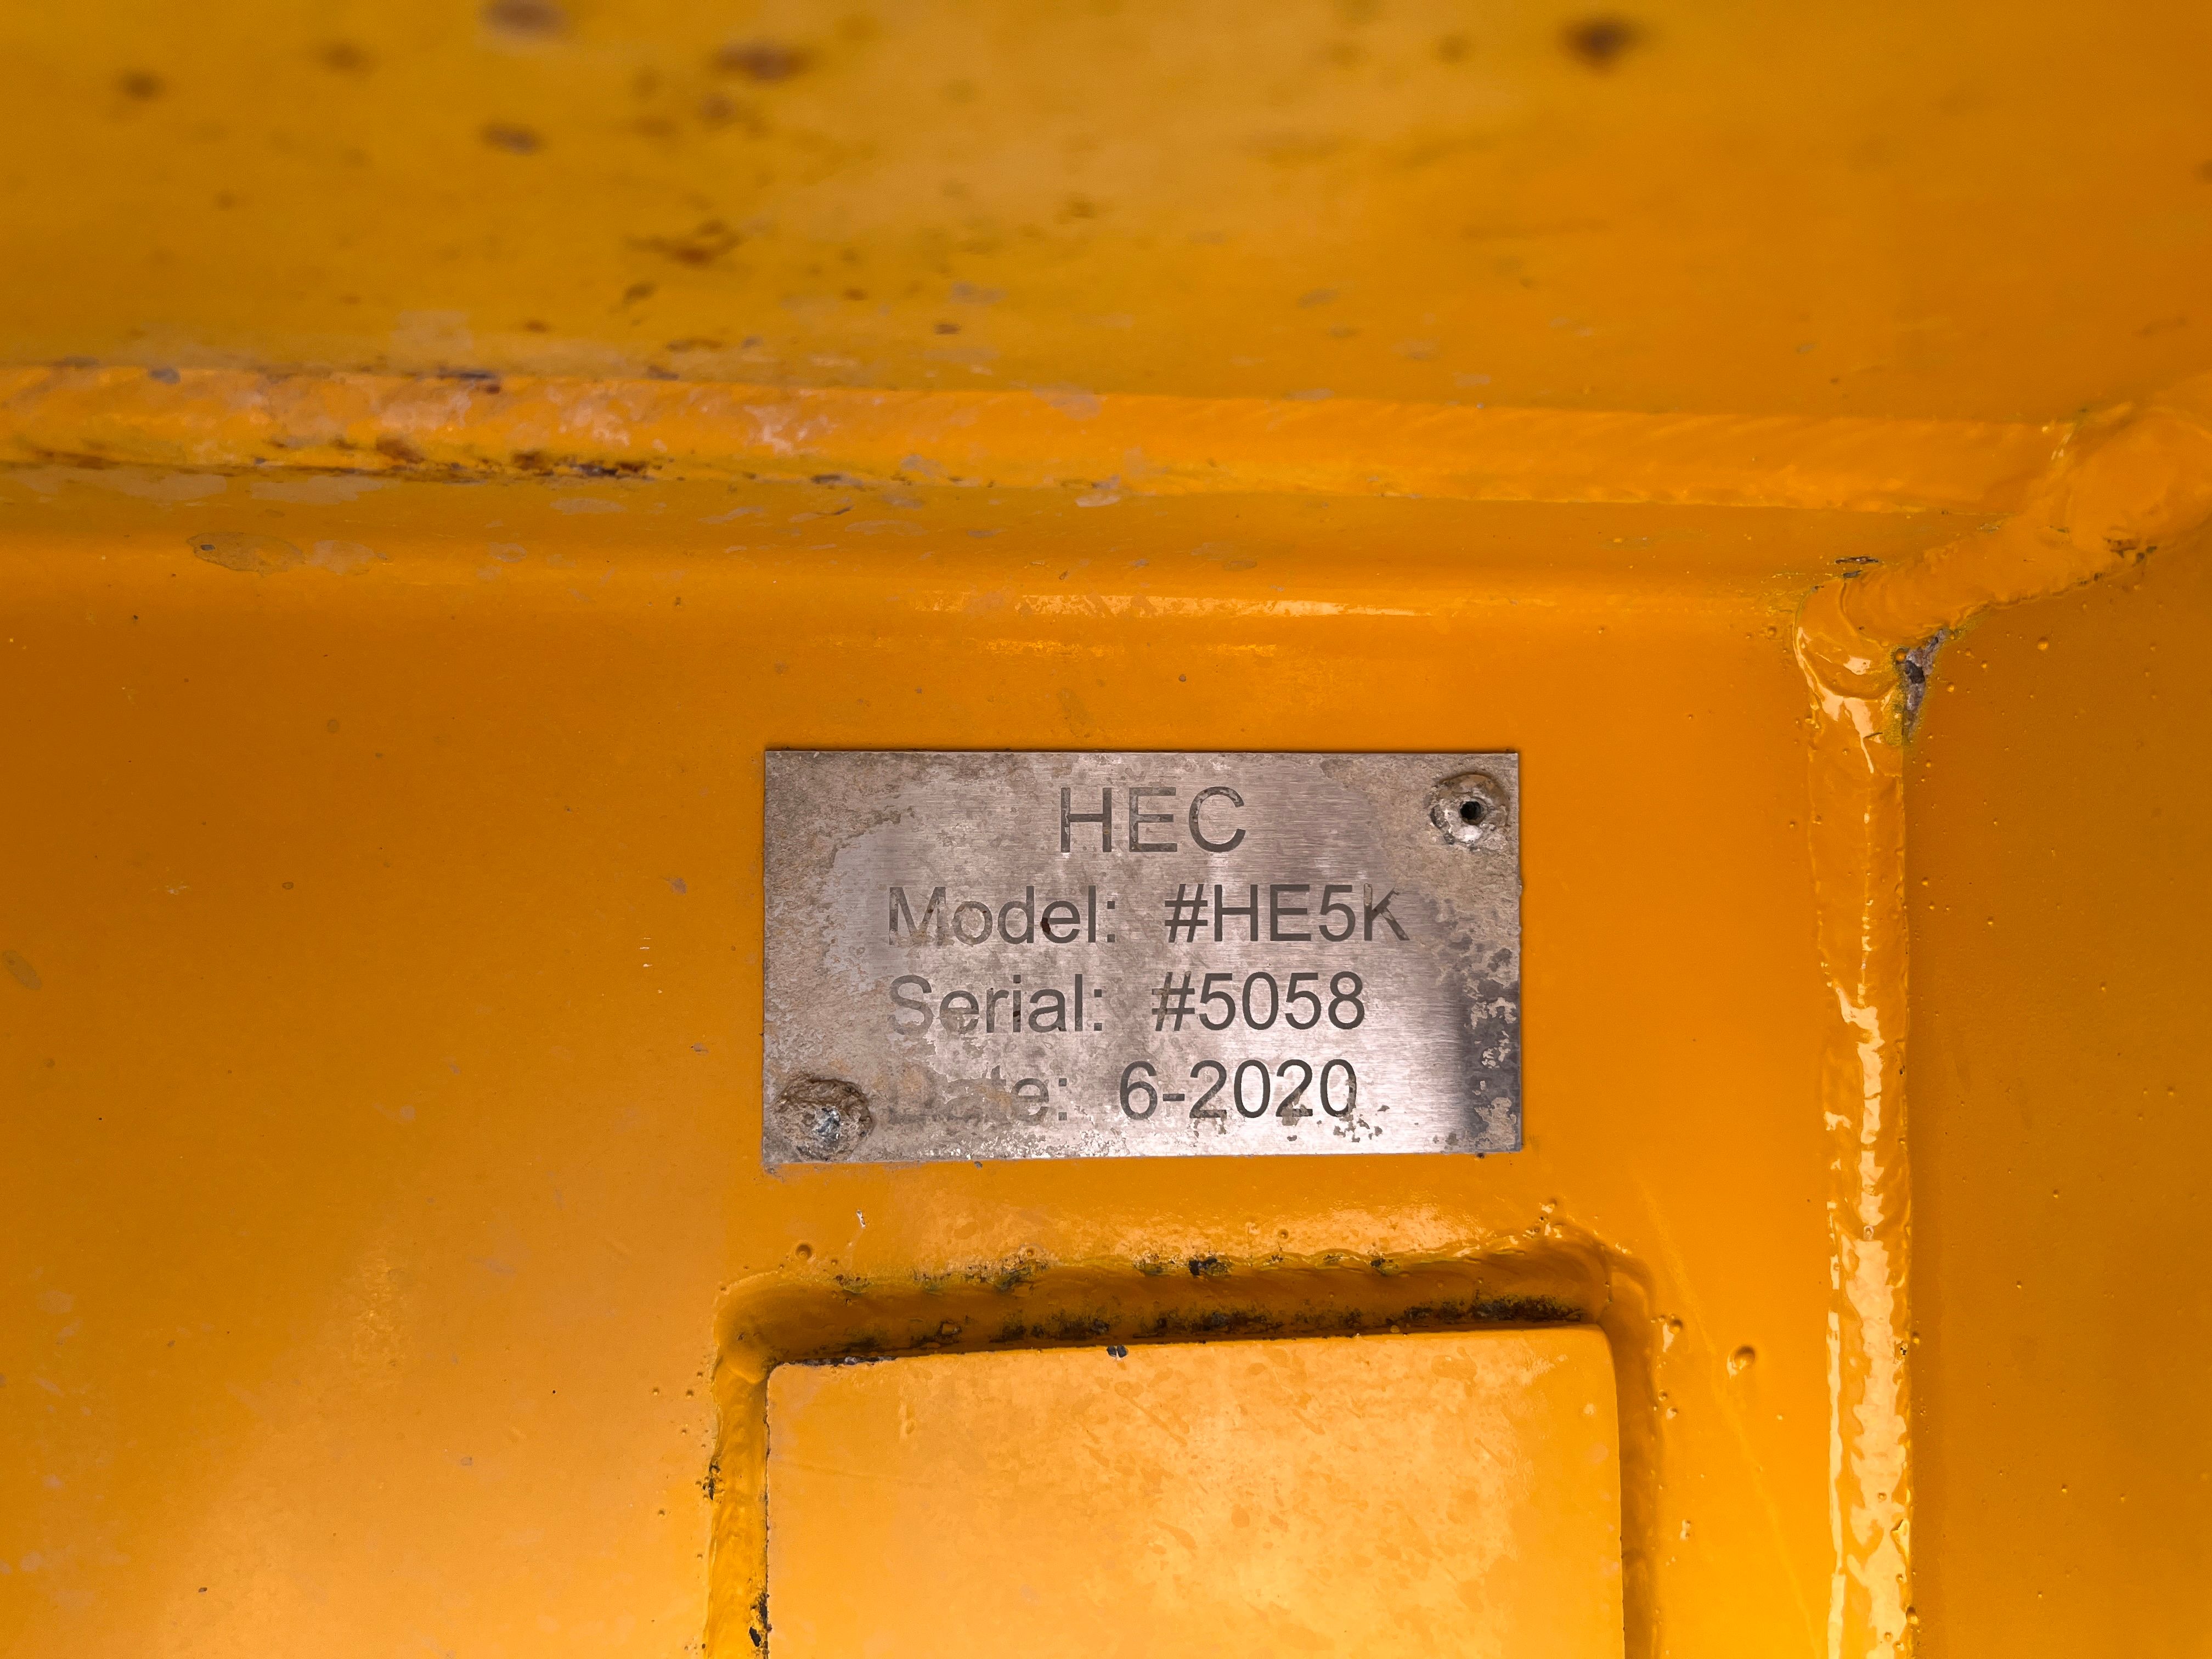 HEC
Model: #HE5K
Serial: #5058
Date: 6-2020